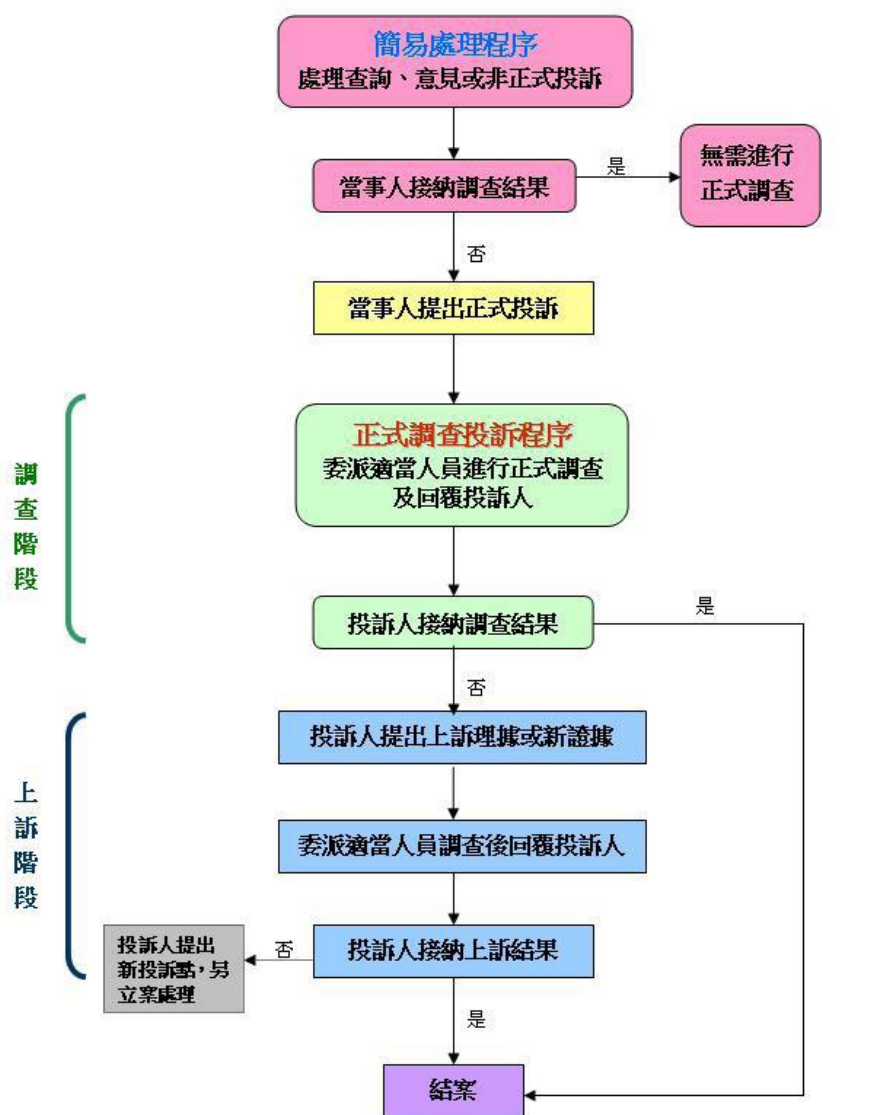 簡易處理程序
處理查詢、意見或非正式投訴
當事人接納調查結果
是
無需進行
正式調查
否
當事人提出正式投訴
調
查
階
段
正式調查投訴程序
委派適當人員進行正式調查
及回覆投訴人
投訴人接納調查結果
是
否
上
訴
階
段
投訴人提出上訴理據或新證據
委派適當人員調查後回覆投訴人
投訴人接納上訴結果
否
投訴人提出
新投訴點，另
立案處理
是
結案